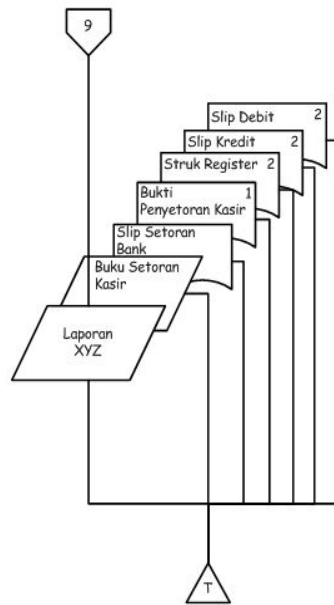 9
Slip Debit 2
Slip Kredit 2
Struk Register 2
Bukti 1
Penyetoran Kasir
Slip Setoran
Bank
Buku Setoran
Kasir
Laporan
XYZ
T